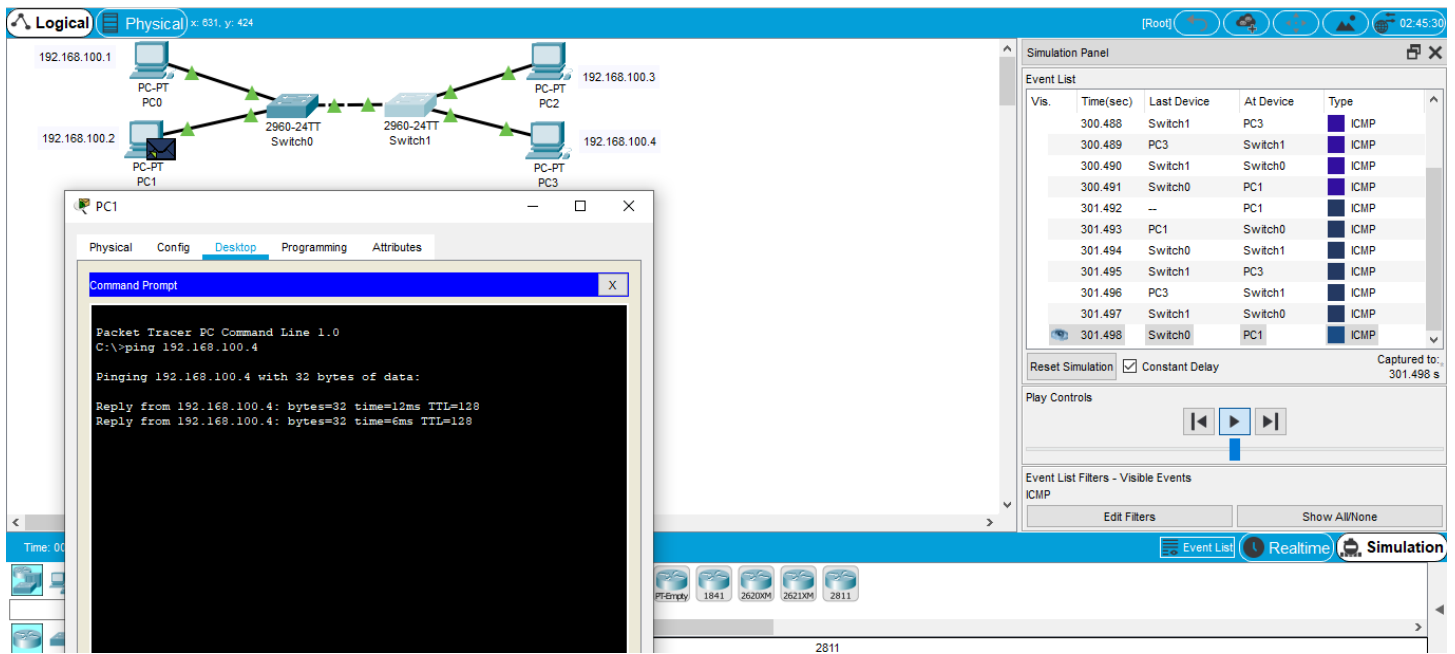 Logical Physical x: 631, y: 424 [Root] 02:45:30
192.168.100.1
PC-PT
PC0
192.168.100.2
PC-PT
PC1
2960-24TT
Switch0
2960-24TT
Switch1
PC-PT
PC2
192.168.100.3
PC-PT
PC3
192.168.100.4
PC1
Physical Config Desktop Programming Attributes
Command Prompt X
Packet Tracer PC Command Line 1.0
C:\>ping 192.168.100.4
Pinging 192.168.100.4 with 32 bytes of data:
Reply from 192.168.100.4: bytes=32 time=12ms TTL=128
Reply from 192.168.100.4: bytes=32 time=6ms TTL=128
Simulation Panel
Event List
Vis. Time(sec) Last Device At Device Type
300.488 Switch1 PC3 ICMP
300.489 PC3 Switch1 ICMP
300.490 Switch1 Switch0 ICMP
300.491 Switch0 PC1 ICMP
301.492 -- PC1 ICMP
301.493 PC1 Switch0 ICMP
301.494 Switch0 Switch1 ICMP
301.495 Switch1 PC3 ICMP
301.496 PC3 Switch1 ICMP
301.497 Switch1 Switch0 ICMP
301.498 Switch0 PC1 ICMP
Reset Simulation Constant Delay Captured to:
301.498 s
Play Controls
Event List Filters - Visible Events
ICMP
Edit Filters Show All/None
Time: 00 Event List Realtime Simulation
PT-Empty 1841 2620XM 2621XM 2811
2811